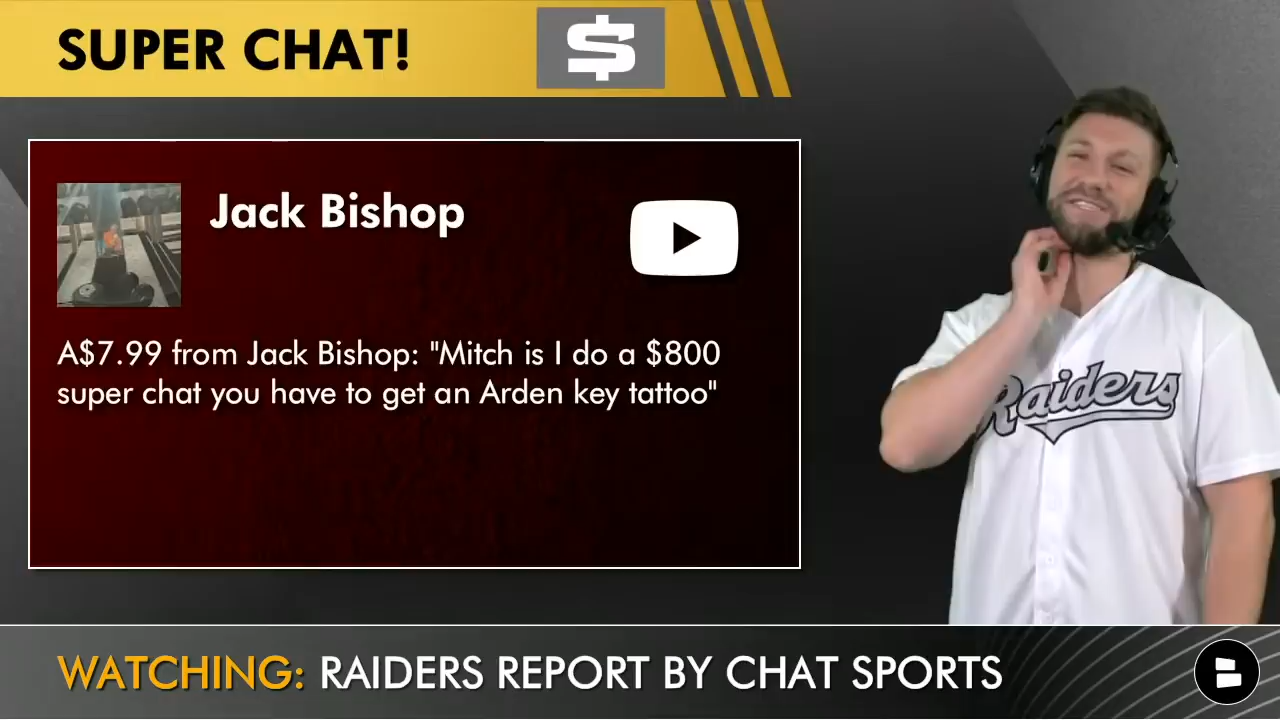 SUPER CHAT!
$
Jack Bishop
A$7.99 from Jack Bishop: "Mitch is I do a $800
super chat you have to get an Arden key tattoo"
Raiders
WATCHING: RAIDERS REPORT BY CHAT SPORTS